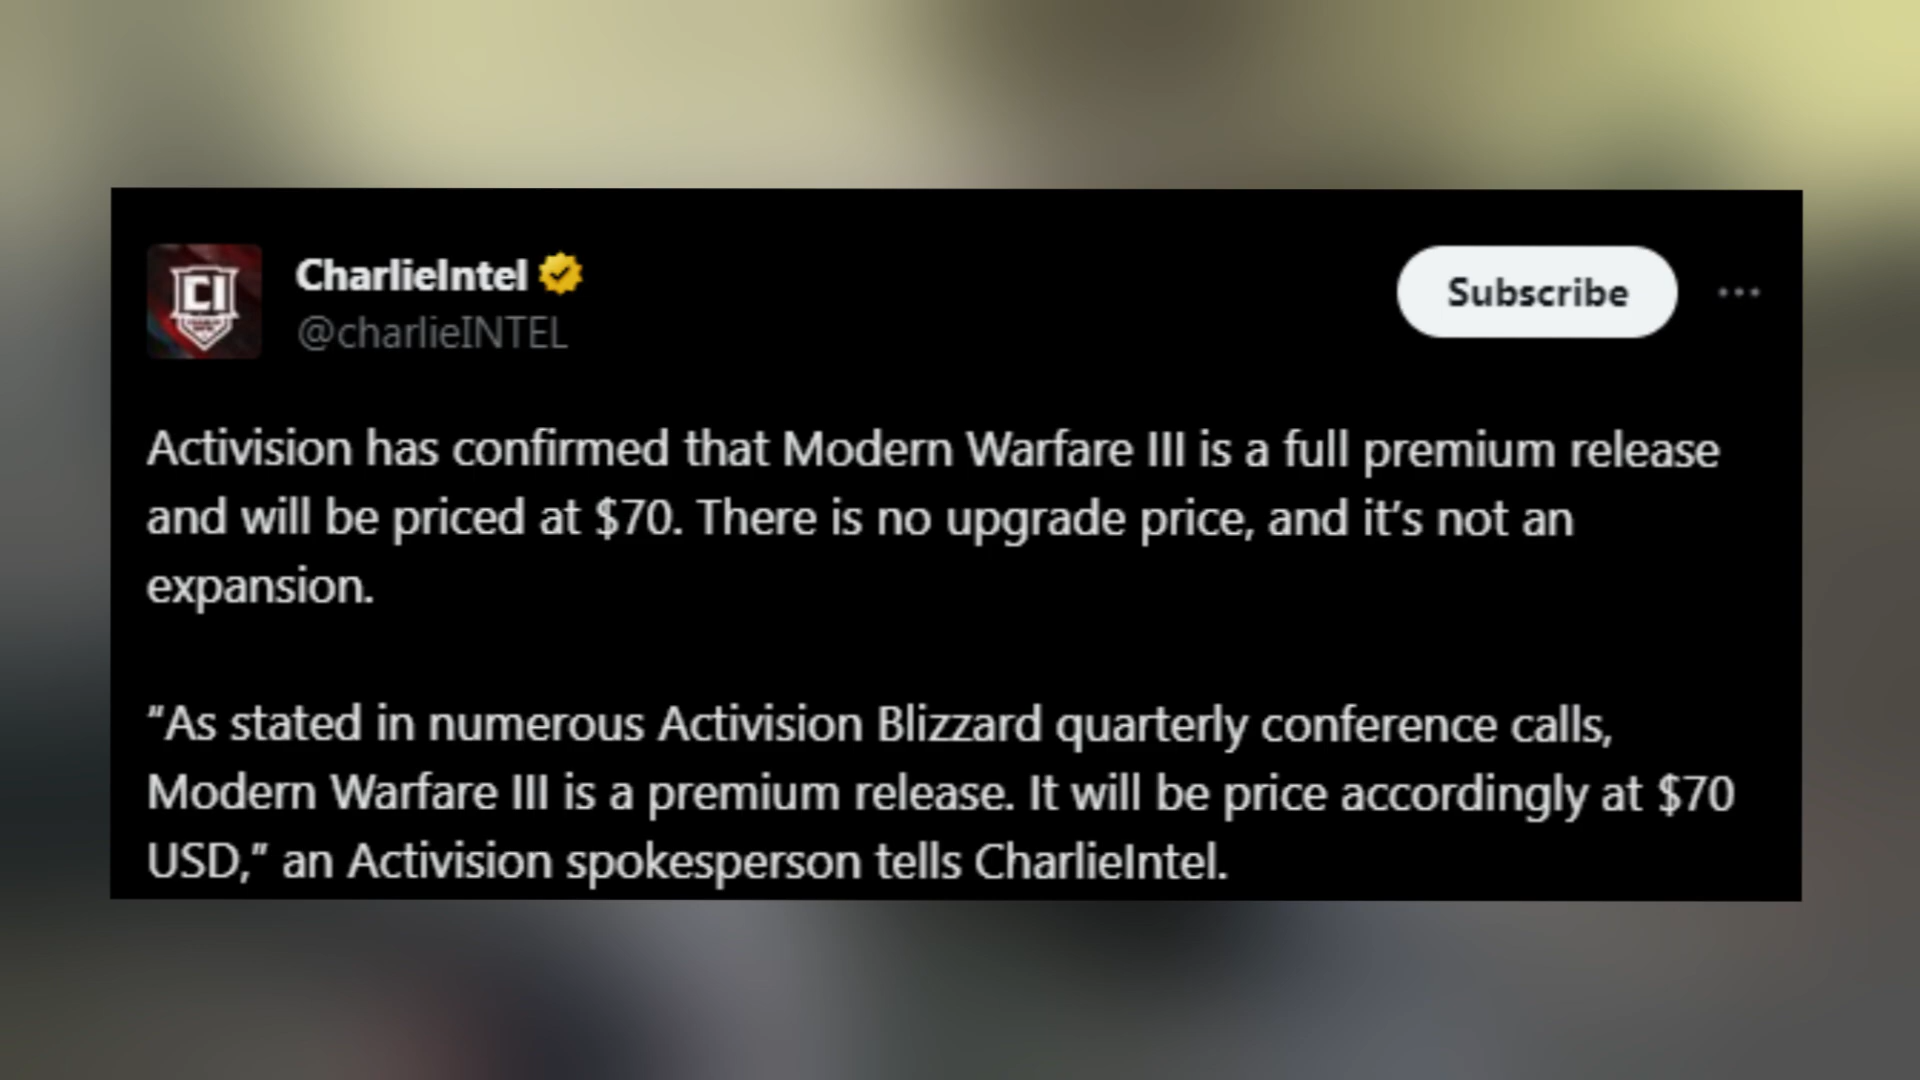 CI
CharlieIntel
@charlieINTEL
Subscribe
Activision has confirmed that Modern Warfare III is a full premium release
and will be priced at $70. There is no upgrade price, and it’s not an
expansion.
“As stated in numerous Activision Blizzard quarterly conference calls,
Modern Warfare III is a premium release. It will be price accordingly at $70
USD,” an Activision spokesperson tells CharlieIntel.